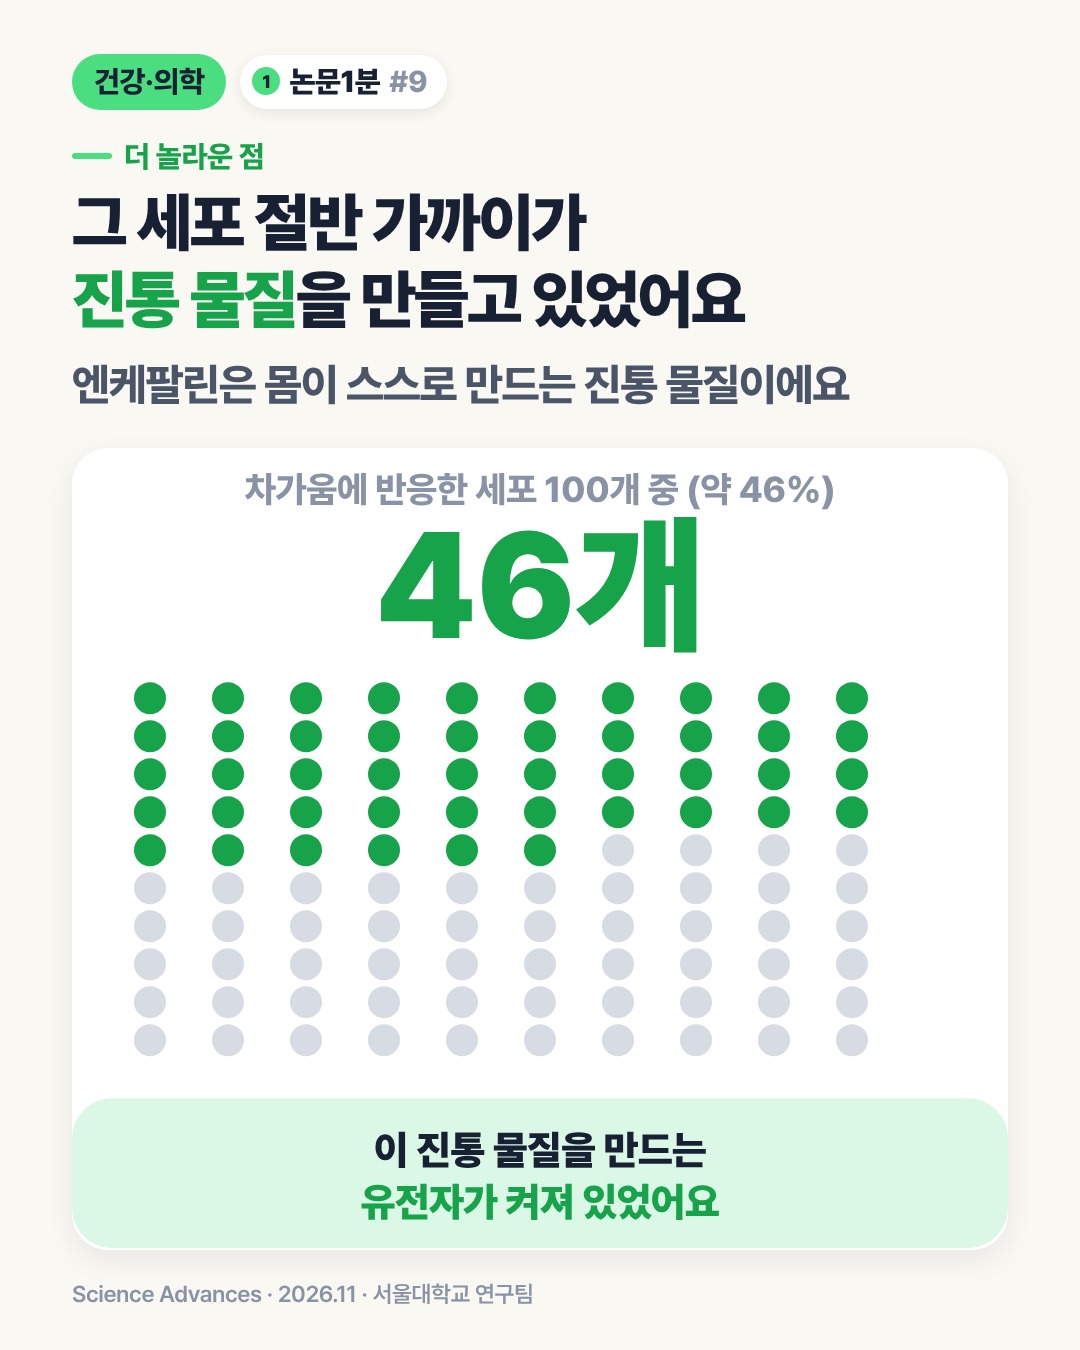 건강·의학
1 논문1분 #9
더 놀라운 점
그 세포 절반 가까이가
진통 물질을 만들고 있었어요
엔케팔린은 몸이 스스로 만드는 진통 물질이에요
차가움에 반응한 세포 100개 중 (약 46%)
46개
이 진통 물질을 만드는
유전자가 켜져 있었어요
Science Advances · 2026.11 · 서울대학교 연구팀